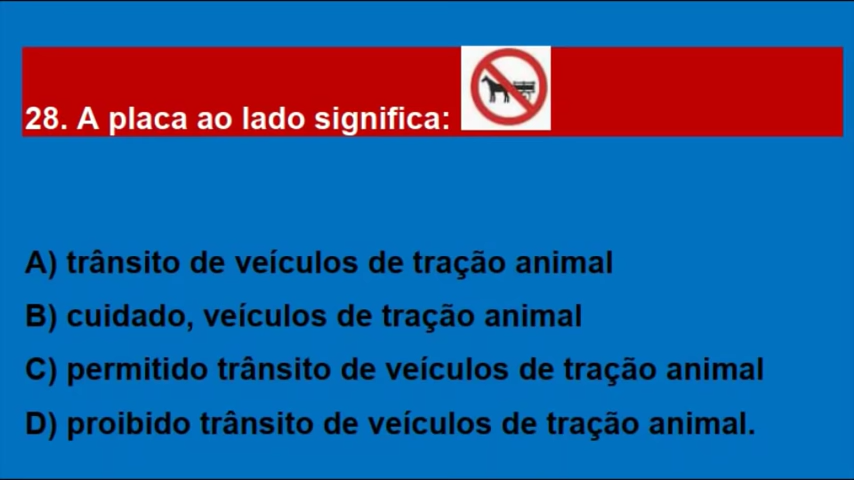 28. A placa ao lado significa:
A) trânsito de veículos de tração animal
B) cuidado, veículos de tração animal
C) permitido trânsito de veículos de tração animal
D) proibido trânsito de veículos de tração animal.